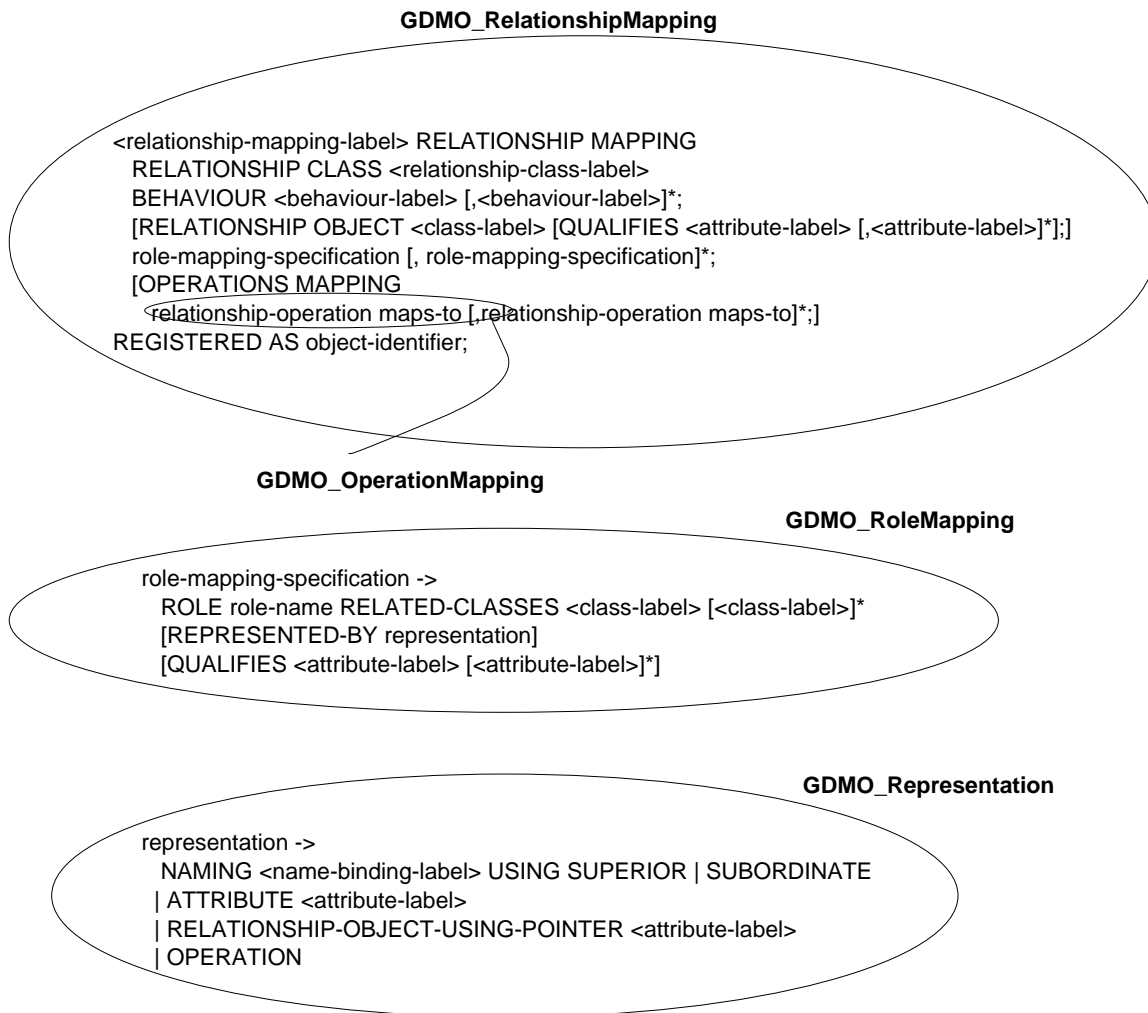 GDMO_RelationshipMapping
<relationship-mapping-label> RELATIONSHIP MAPPING
RELATIONSHIP CLASS <relationship-class-label>
BEHAVIOUR <behaviour-label> [,<behaviour-label>]*;
[RELATIONSHIP OBJECT <class-label> [QUALIFIES <attribute-label> [,<attribute-label>]*];]
role-mapping-specification [, role-mapping-specification]*;
[OPERATIONS MAPPING
relationship-operation maps-to [,relationship-operation maps-to]*;]
REGISTERED AS object-identifier;
GDMO_OperationMapping
GDMO_RoleMapping
role-mapping-specification ->
ROLE role-name RELATED-CLASSES <class-label> [<class-label>]*
[REPRESENTED-BY representation]
[QUALIFIES <attribute-label> [<attribute-label>]*]
GDMO_Representation
representation ->
NAMING <name-binding-label> USING SUPERIOR | SUBORDINATE
| ATTRIBUTE <attribute-label>
| RELATIONSHIP-OBJECT-USING-POINTER <attribute-label>
| OPERATION